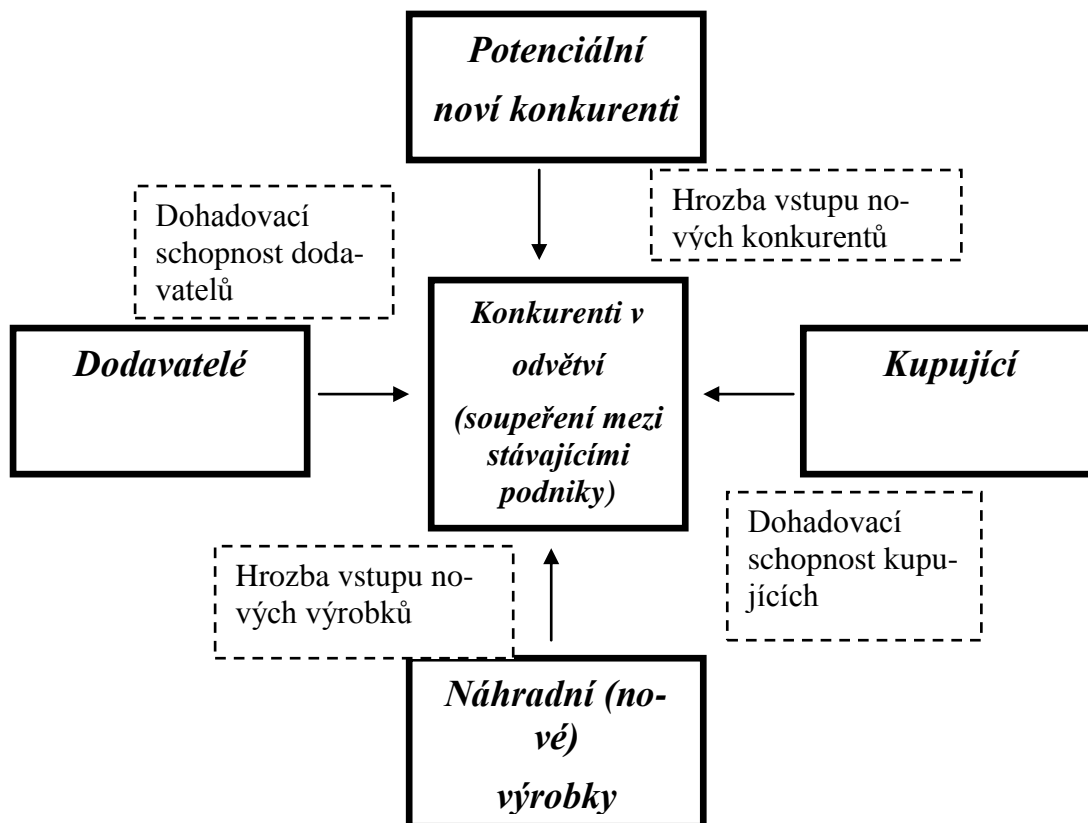 Potenciální
noví konkurenti
Dohadovací
schopnost doda-
vatelů
Hrozba vstupu no-
vých konkurentů
Dodavatelé
Konkurenti v
odvětví
(soupeření mezi
stávajícími
podniky)
Kupující
Hrozba vstupu no-
vých výrobků
Dohadovací
schopnost kupu-
jících
Náhradní (no-
vé)
výrobky